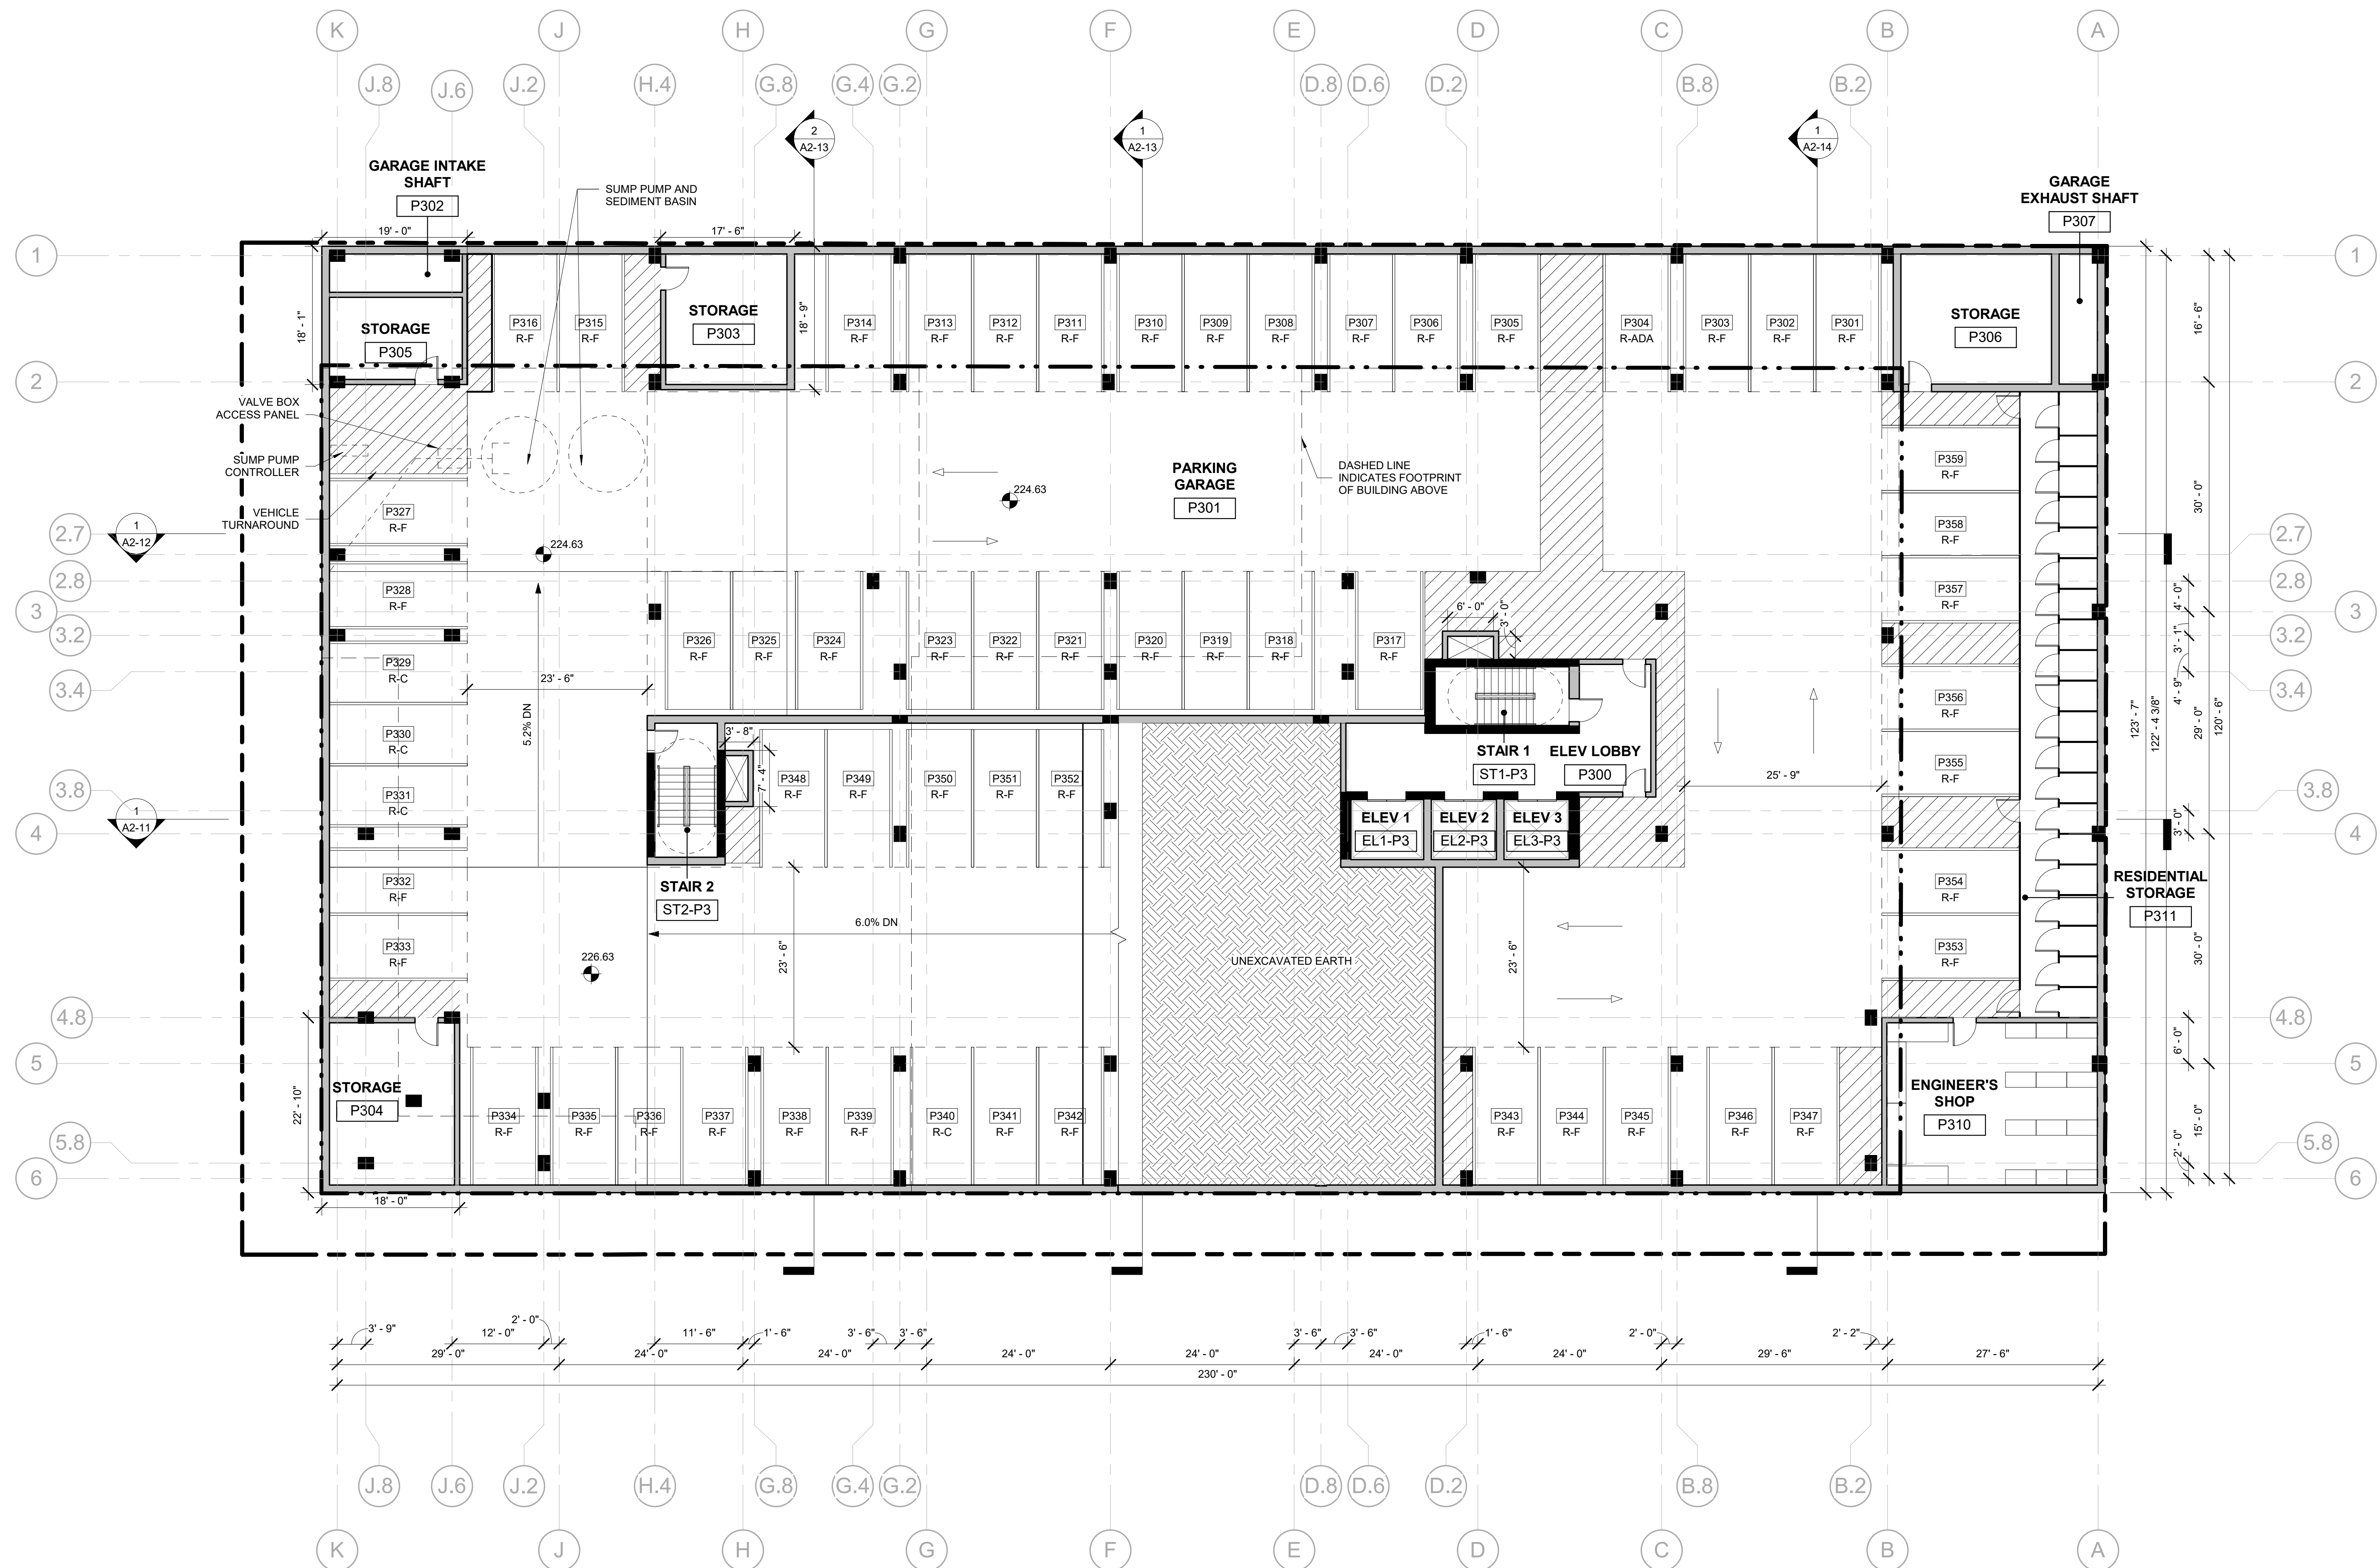 K
J
H
G
F
E
D
C
B
A
J.8
J.6
J.2
H.4
G.8
G.4
G.2
D.8
D.6
D.2
B.8
B.2
2
A2-13
1
A2-13
1
A2-14
GARAGE INTAKE
SHAFT
P302
SUMP PUMP AND
SEDIMENT BASIN
GARAGE
EXHAUST SHAFT
P307
19' - 0"
17' - 6"
1
1
18' - 1"
STORAGE
P305
P316
R-F
P315
R-F
STORAGE
P303
18' - 9"
P314
R-F
P313
R-F
P312
R-F
P311
R-F
P310
R-F
P309
R-F
P308
R-F
P307
R-F
P306
R-F
P305
R-F
P304
R-ADA
P303
R-F
P302
R-F
P301
R-F
STORAGE
P306
16' - 6"
2
2
VALVE BOX
ACCESS PANEL
SUMP PUMP
CONTROLLER
VEHICLE
TURNAROUND
PARKING
GARAGE
P301
DASHED LINE
INDICATES FOOTPRINT
OF BUILDING ABOVE
224.63
224.63
P359
R-F
P358
R-F
P357
R-F
P356
R-F
P355
R-F
P354
R-F
P353
R-F
30' - 0"
2.7
1
A2-12
2.7
2.8
2.8
3
3
3.2
3.2
3.4
3.4
4' - 0"
3' - 1"
4' - 9"
29' - 0"
123' - 7"
122' - 4 3/8"
120' - 6"
P327
R-F
P328
R-F
P329
R-C
P330
R-C
P331
R-C
P332
R-F
P333
R-F
P326
R-F
P325
R-F
P324
R-F
P323
R-F
P322
R-F
P321
R-F
P320
R-F
P319
R-F
P318
R-F
P317
R-F
6' - 0"
3' - 0"
23' - 6"
5.2% DN
3' - 8"
7' - 4"
P348
R-F
P349
R-F
P350
R-F
P351
R-F
P352
R-F
STAIR 1
ST1-P3
ELEV LOBBY
P300
25' - 9"
ELEV 1
EL1-P3
ELEV 2
EL2-P3
ELEV 3
EL3-P3
3.8
1
A2-11
3.8
4
4
3' - 0"
STAIR 2
ST2-P3
RESIDENTIAL
STORAGE
P311
6.0% DN
23' - 6"
226.63
UNEXCAVATED EARTH
23' - 6"
30' - 0"
4.8
4.8
5
5
6' - 0"
5.8
5.8
15' - 0"
2' - 0"
6
6
22' - 10"
STORAGE
P304
18' - 0"
P334
R-F
P335
R-F
P336
R-F
P337
R-F
P338
R-F
P339
R-F
P340
R-C
P341
R-F
P342
R-F
P343
R-F
P344
R-F
P345
R-F
P346
R-F
P347
R-F
ENGINEER'S
SHOP
P310
3' - 9"
12' - 0"
2' - 0"
11' - 6"
1' - 6"
3' - 6"
3' - 6"
3' - 6"
3' - 6"
1' - 6"
2' - 0"
2' - 2"
29' - 0"
24' - 0"
24' - 0"
24' - 0"
24' - 0"
24' - 0"
24' - 0"
29' - 6"
27' - 6"
230' - 0"
J.8
J.6
J.2
H.4
G.8
G.4
G.2
D.8
D.6
D.2
B.8
B.2
K
J
H
G
F
E
D
C
B
A